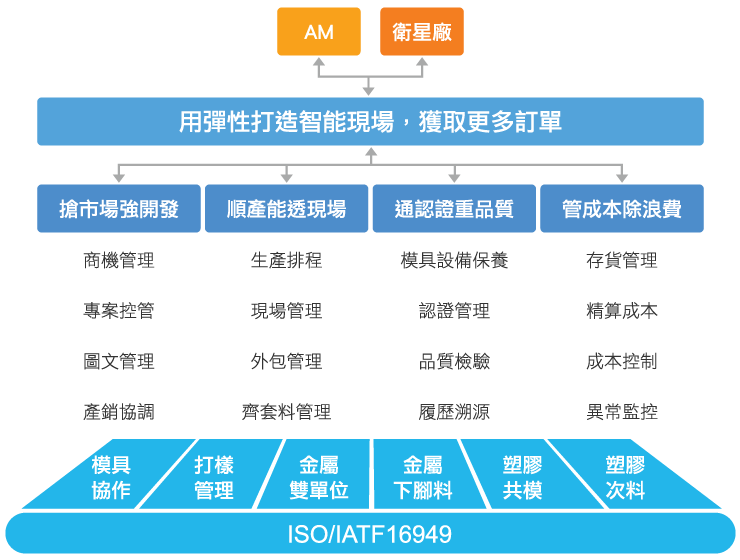 AM
衛星廠
用彈性打造智能現場，獲取更多訂單
搶市場強開發
順產能透現場
通認證重品質
管成本除浪費
商機管理
生產排程
模具設備保養
存貨管理
專案控管
現場管理
認證管理
精算成本
圖文管理
外包管理
品質檢驗
成本控制
產銷協調
齊套料管理
履歷溯源
異常監控
模具
協作
打樣
管理
金屬
雙單位
金屬
下腳料
塑膠
共模
塑膠
次料
ISO/IATF16949